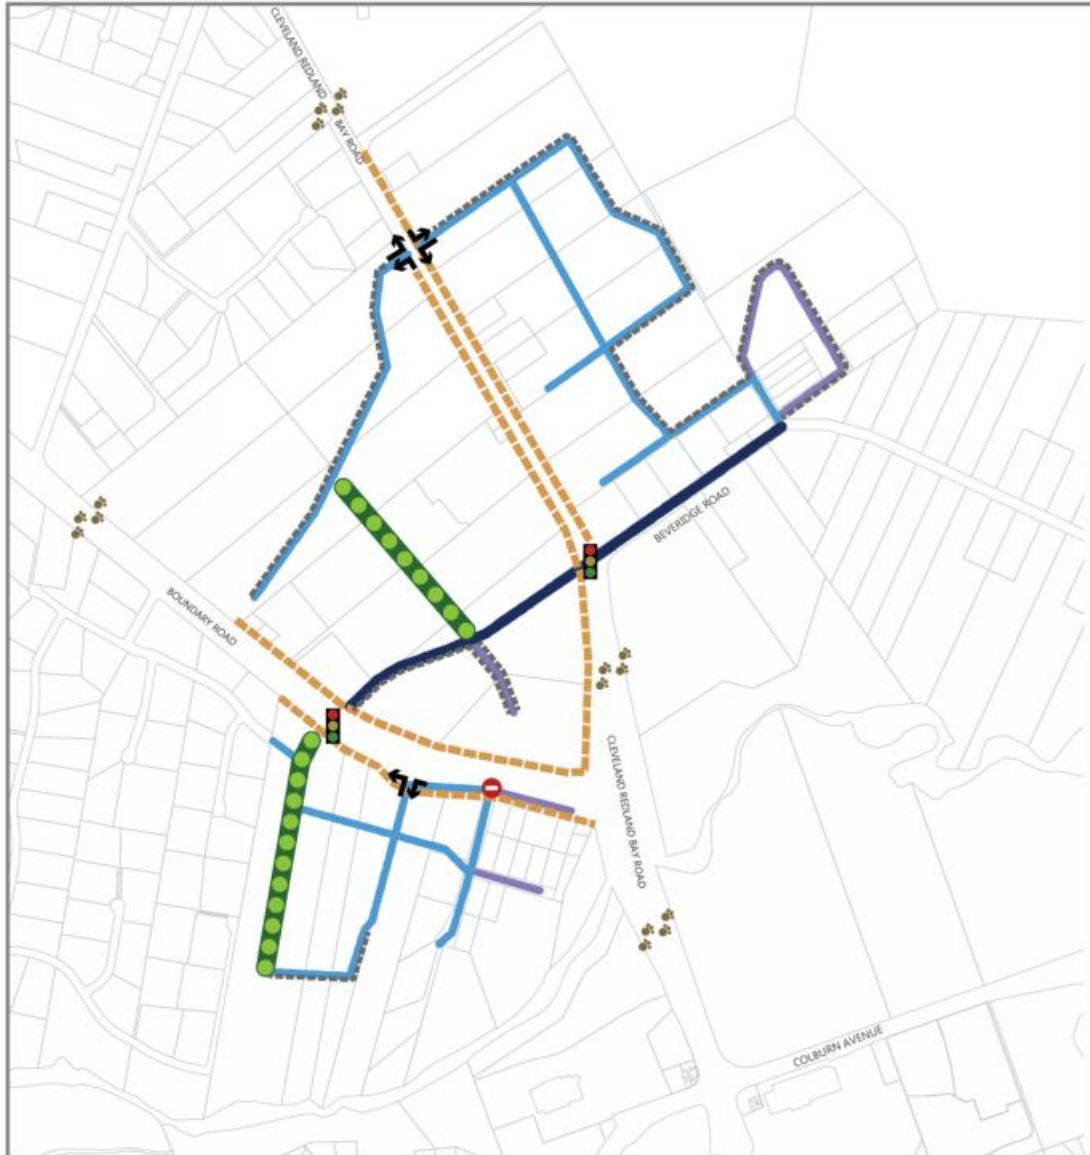 CLEVELAND REDLAND
BAY ROAD
BEVERIDGE ROAD
BOUNDARY ROAD
CLEVELAND REDLAND BAY ROAD
COLBURN AVENUE